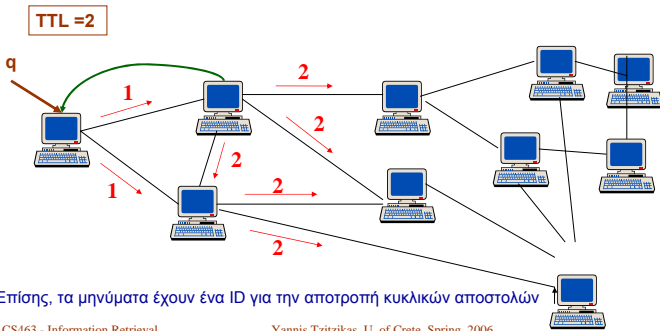 TTL =2
q
1
2
2
2
1
2
2
Επίσης, τα μηνύματα έχουν ένα ID για την αποτροπή κυκλικών αποστολών
CS463 - Information Retrieval Yannis Tzitzikas, U. of Crete, Spring, 2006